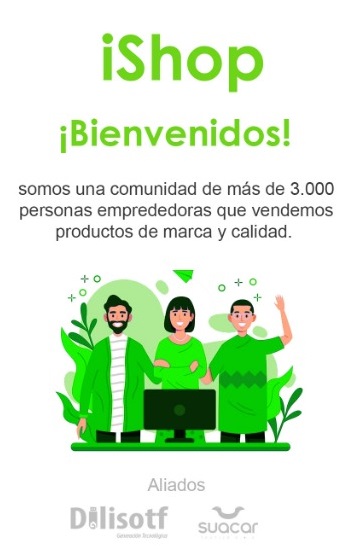 iShop
¡Bienvenidos!
somos una comunidad de más de 3.000
personas empredeoras que vendemos
productos de marca y calidad.
Aliados
Dilisotf
Generación Tecnológica
suacar